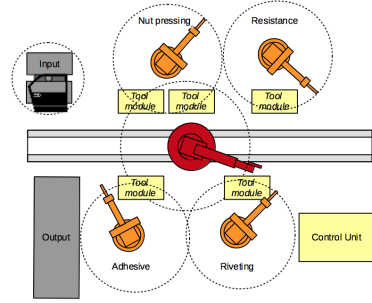 Nut pressing
Resistance
Input
Tool
module
Tool
module
Tool
module
Tool
module
Tool
module
Output
Adhesive
Riveting
Control Unit